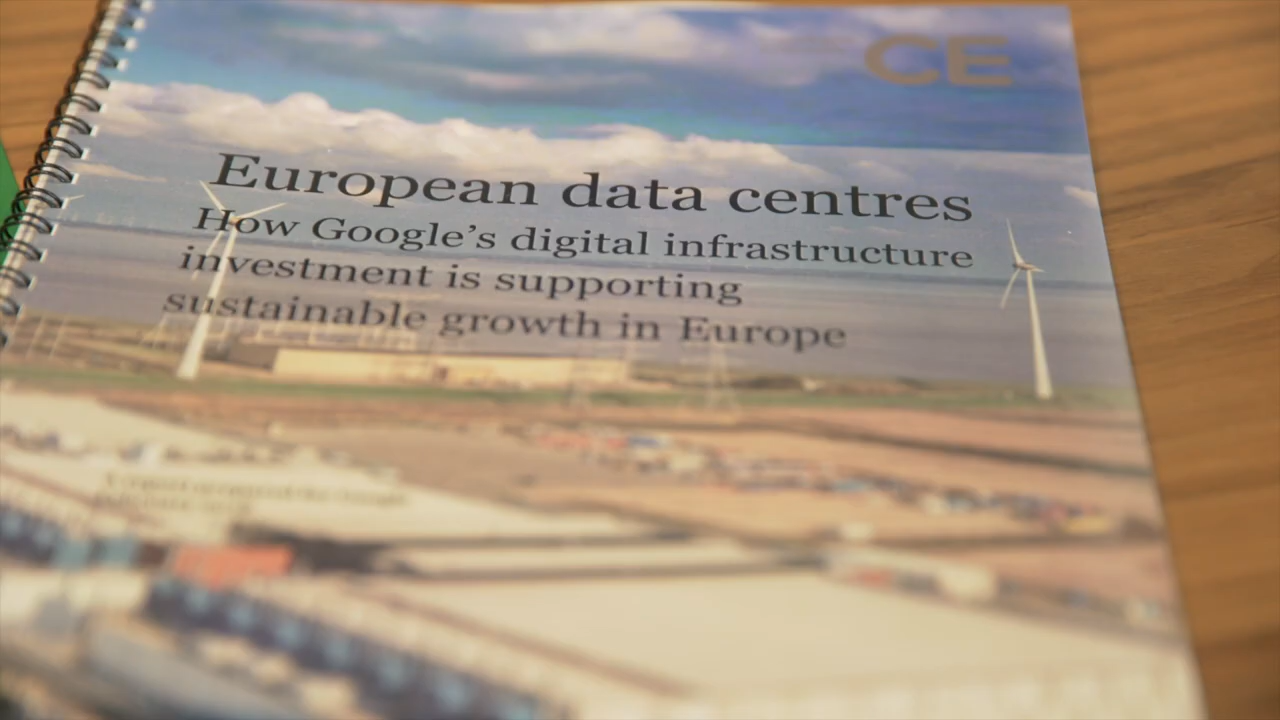 CE
European data centres
How Google's digital infrastructure
investment is supporting
sustainable growth in Europe